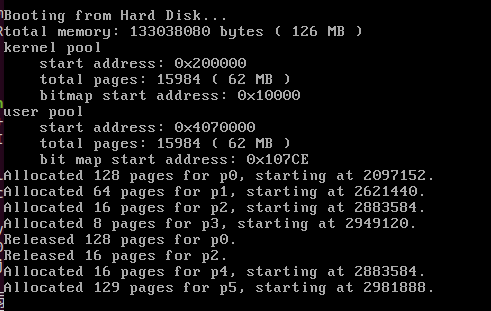 Booting from Hard Disk...
total memory: 133038080 bytes ( 126 MB )
kernel pool
    start address: 0x200000
    total pages: 15984 ( 62 MB )
    bitmap start address: 0x10000
user pool
    start address: 0x4070000
    total pages: 15984 ( 62 MB )
    bit map start address: 0x107CE
Allocated 128 pages for p0, starting at 2097152.
Allocated 64 pages for p1, starting at 2621440.
Allocated 16 pages for p2, starting at 2883584.
Allocated 8 pages for p3, starting at 2949120.
Released 128 pages for p0.
Released 16 pages for p2.
Allocated 16 pages for p4, starting at 2883584.
Allocated 129 pages for p5, starting at 2981888.